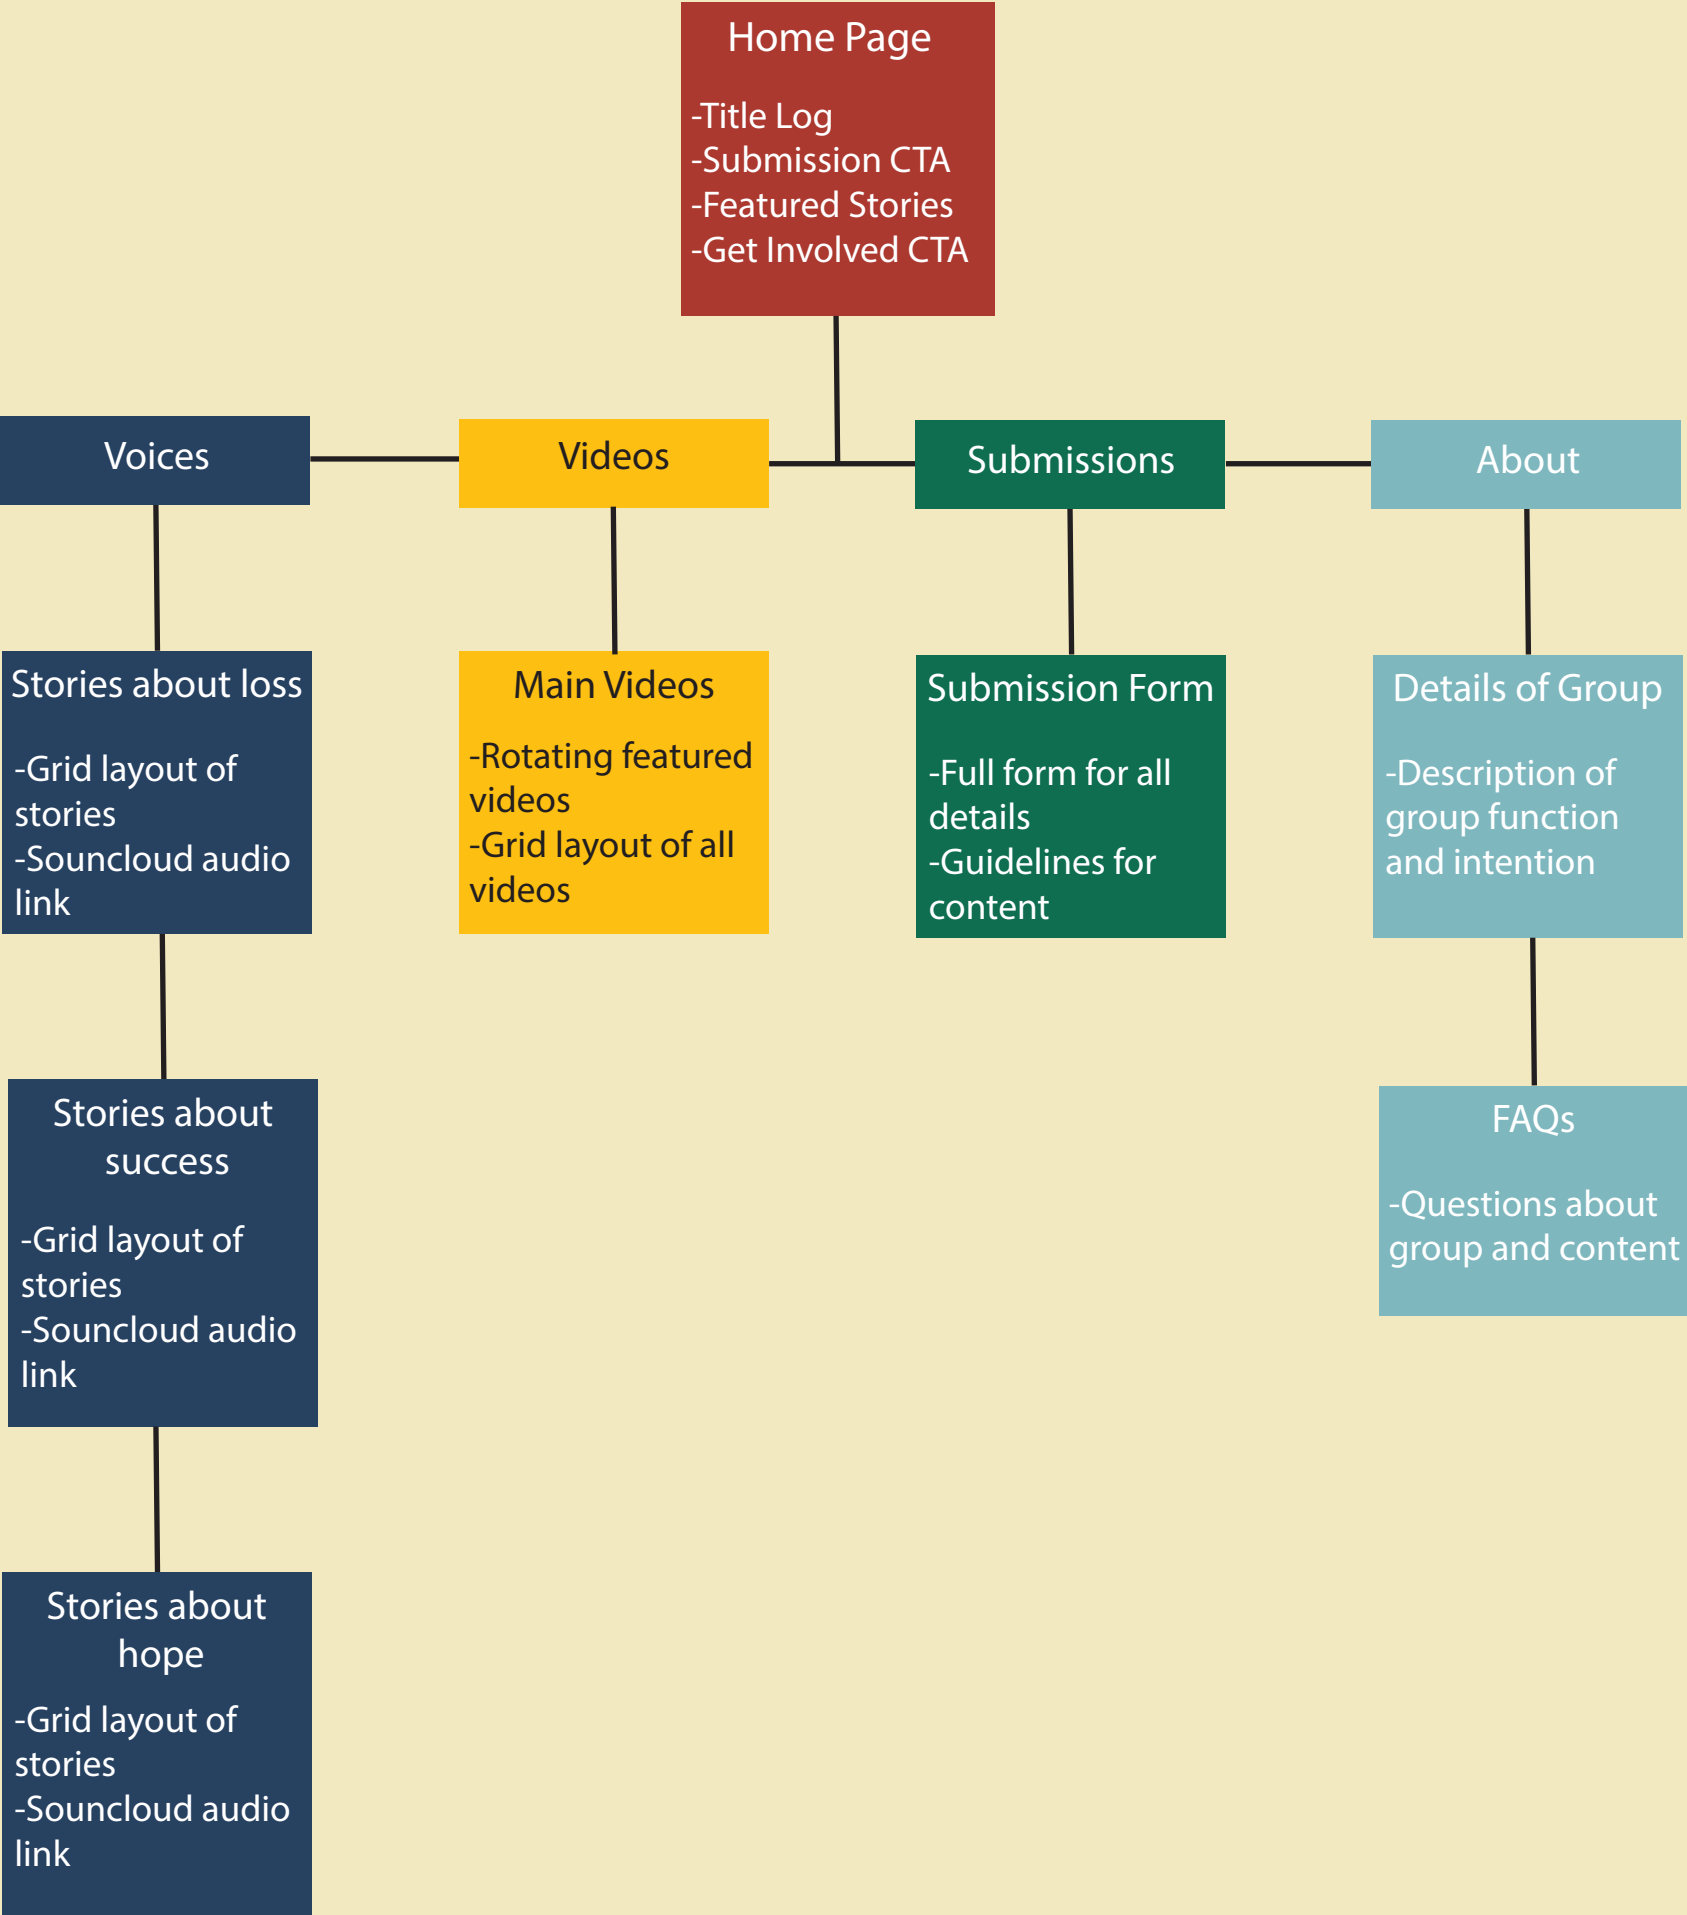 Home Page
-Title Log
-Submission CTA
-Featured Stories
-Get Involved CTA
Voices
Videos
Submissions
About
Stories about loss
-Grid layout of
stories
-Souncloud audio
link
Main Videos
-Rotating featured
videos
-Grid layout of all
videos
Submission Form
-Full form for all
details
-Guidelines for
content
Details of Group
-Description of
group function
and intention
Stories about
success
-Grid layout of
stories
-Souncloud audio
link
FAQs
-Questions about
group and content
Stories about
hope
-Grid layout of
stories
-Souncloud audio
link